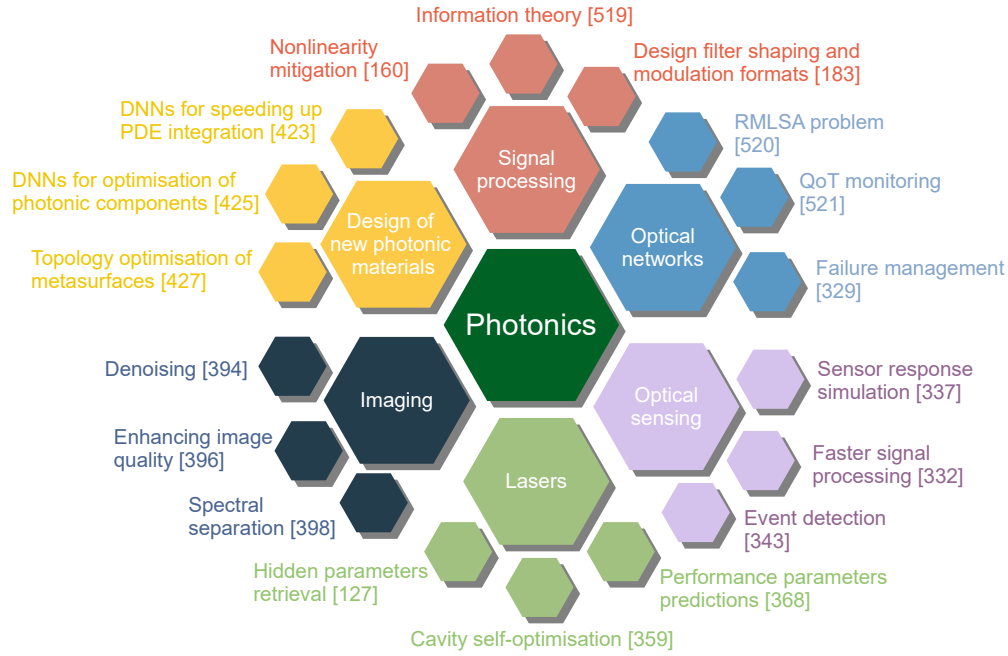 Information theory [519]
Nonlinearity
mitigation [160]
Design filter shaping and
modulation formats [183]
Signal
processing
DNNs for speeding up
PDE integration [423]
DNNs for optimisation of
photonic components [425]
Topology optimisation of
metasurfaces [427]
Design of
new photonic
materials
RMLSA problem
[520]
QoT monitoring
[521]
Failure management
[329]
Optical
networks
Photonics
Denoising [394]
Enhancing image
quality [396]
Spectral
separation [398]
Imaging
Optical
sensing
Sensor response
simulation [337]
Faster signal
processing [332]
Event detection
[343]
Lasers
Hidden parameters
retrieval [127]
Cavity self-optimisation [359]
Performance parameters
predictions [368]